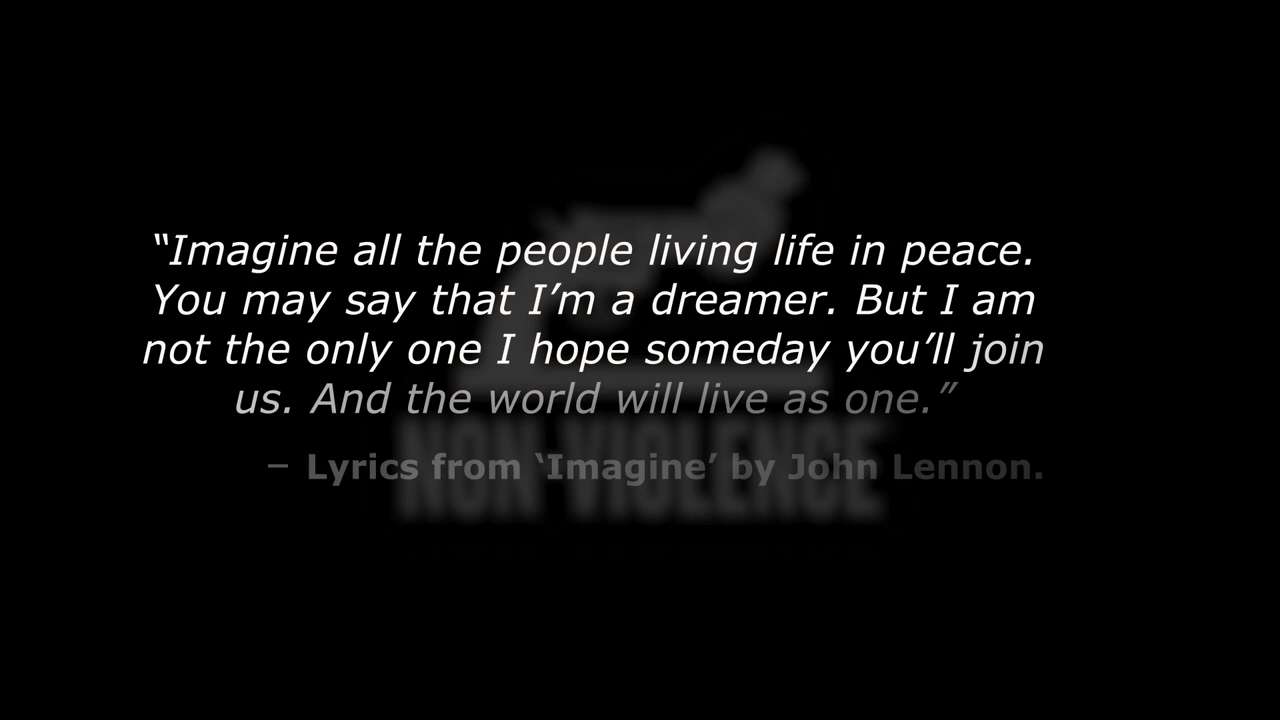 “Imagine all the people living life in peace.
You may say that I’m a dreamer. But I am
not the only one I hope someday you’ll join
us. And the world will live as one.”
– Lyrics from ‘Imagine’ by John Lennon.
NON-VIOLENCE